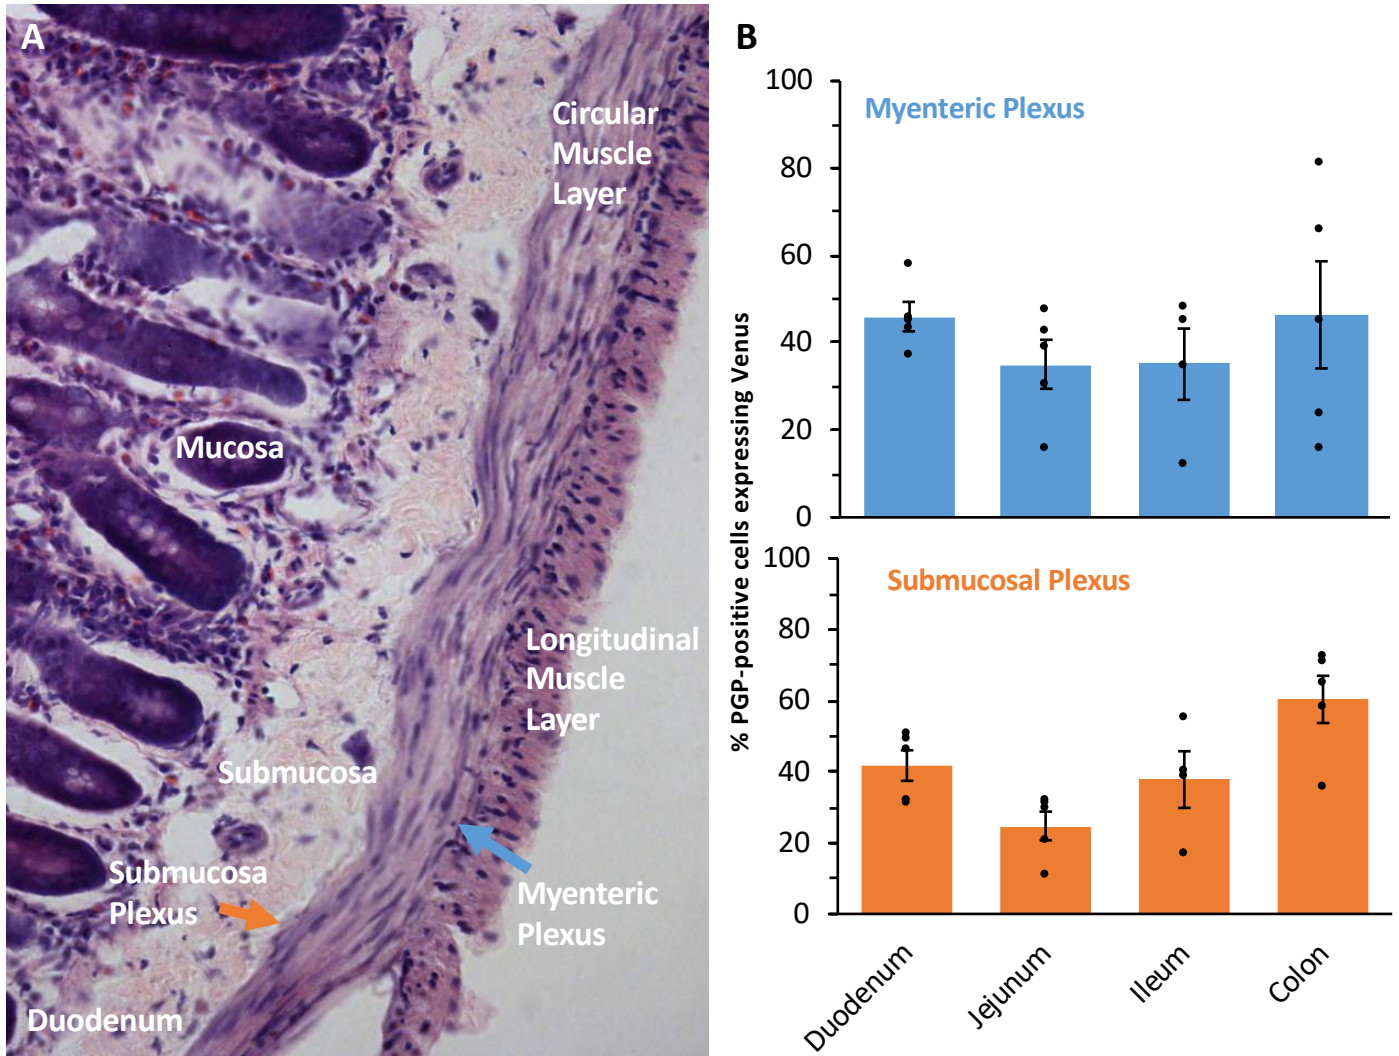 A
Circular
Muscle
Layer
Mucosa
Longitudinal
Muscle
Layer
Submucosa
Submucosa
Plexus
Myenteric
Plexus
Duodenum
B
% PGP-positive cells expressing Venus
Myenteric Plexus
100
80
60
40
20
0
Submucosal Plexus
100
80
60
40
20
0
Duodenum
Jejunum
Ileum
Colon